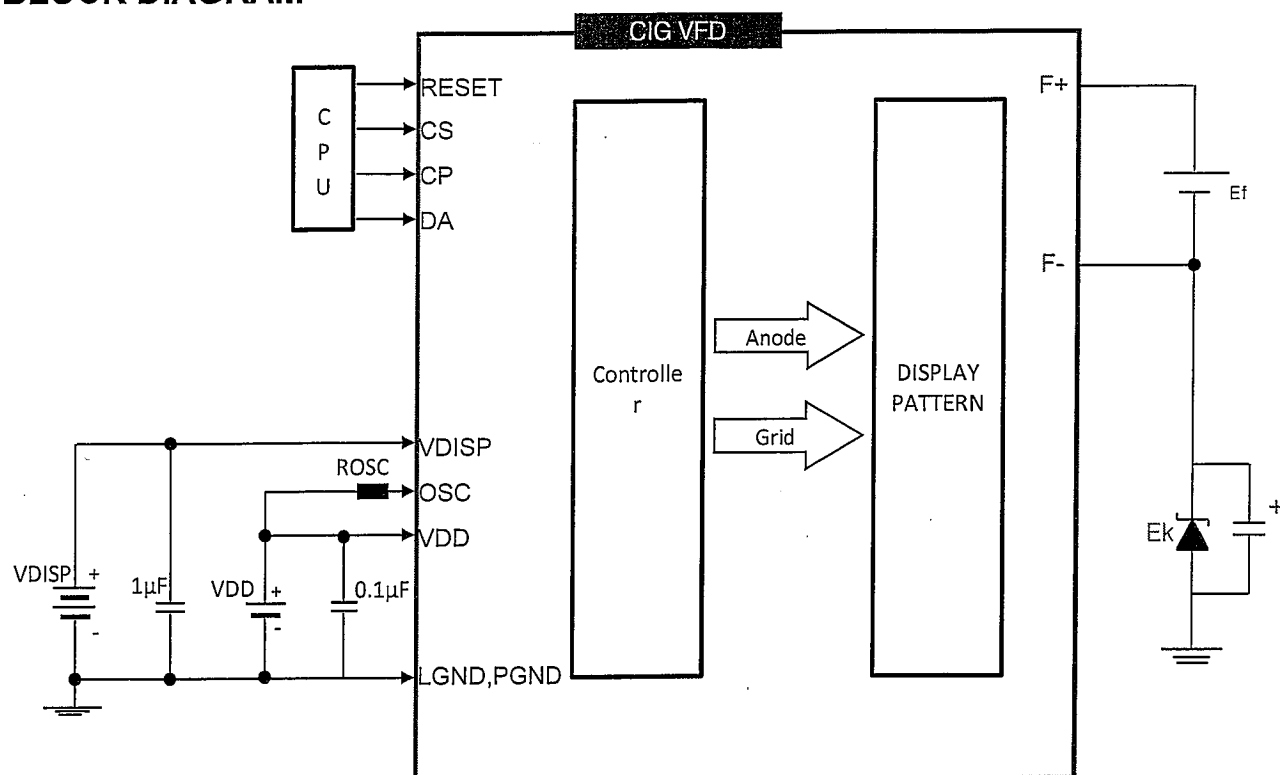 BLOCK DIAGRAM
CIG VFD
CPU
RESET
CS
CP
DA
F+
Ef
F-
Anode
Grid
Controlle
r
DISPLAY
PATTERN
VDISP
ROSC
OSC
VDD
VDISP
+
-
1µF
VDD
+
-
0.1µF
LGND,PGND
Ek
+